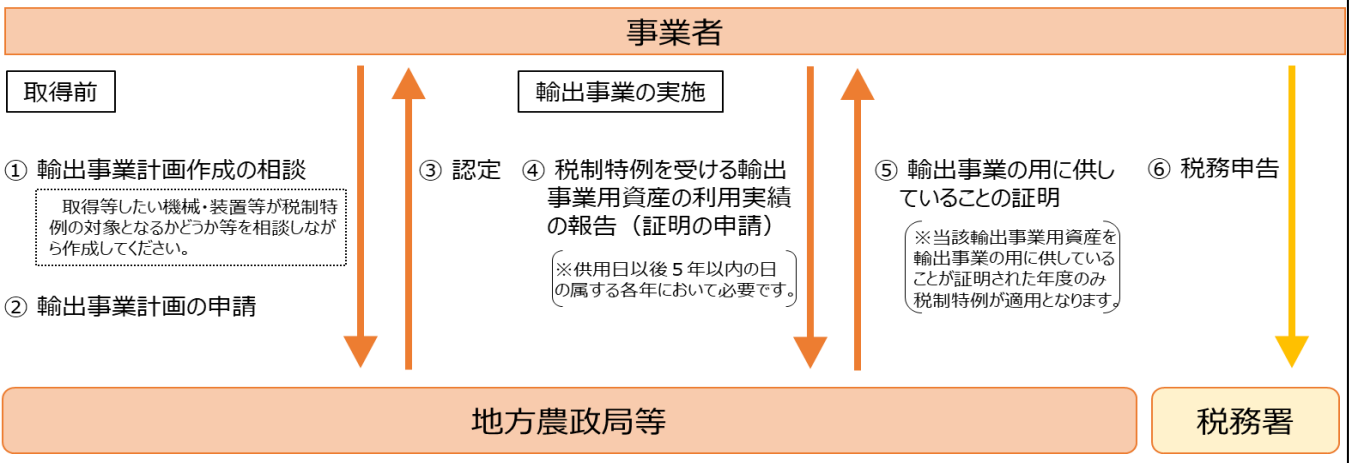 事業者
取得前
① 輸出事業計画作成の相談
取得等したい機械・装置等が税制特
例の対象となるかどうか等を相談しなが
ら作成してください。
② 輸出事業計画の申請
③ 認定
輸出事業の実施
④ 税制特例を受ける輸出
事業用資産の利用実績
の報告（証明の申請）
※供用日以後５年以内の日
の属する各年において必要です。
⑤ 輸出事業の用に供し
ていることの証明
※当該輸出事業用資産を
輸出事業の用に供している
ことが証明された年度のみ
税制特例が適用となります。
⑥ 税務申告
地方農政局等
税務署